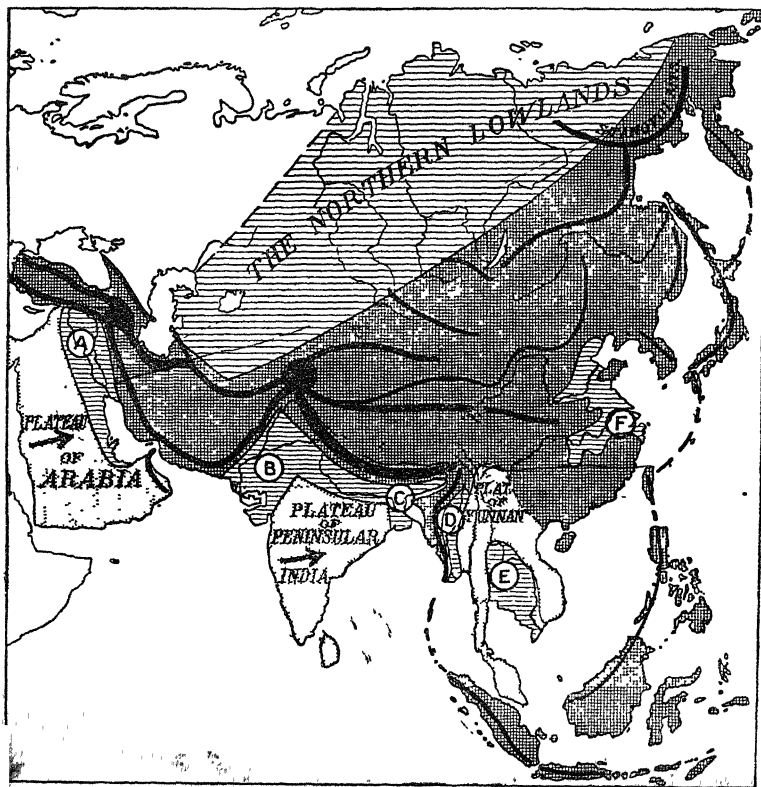 THE NORTHERN LOWLANDS
A
PLATEAU
OF
ARABIA
B
PLATEAU
OF
PENINSULAR
INDIA
C
D
PLAT
OF
YUNNAN
E
F